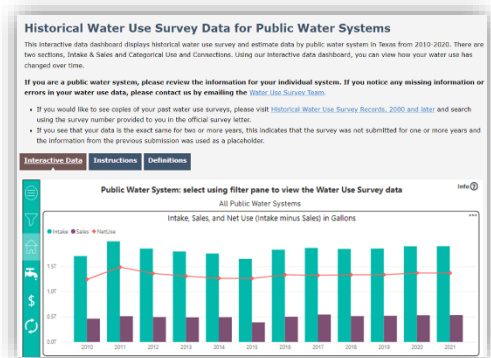 Historical Water Use Survey Data for Public Water Systems
This interactive data dashboard displays historical water use survey and estimate data by public water system in Texas from 2010-2020. There are
two sections, Intake & Sales and Categorical Use and Connections. Using our interactive data dashboard, you can view how your water use has
changed over time.
If you are a public water system, please review the information for your individual system. If you notice any missing information or
errors in your water use data, please contact us by emailing the Water Use Survey Team.
• If you would like to see copies of your past water use surveys, please visit Historical Water Use Survey Records, 2000 and later and search
using the survey number provided to you in the official survey letter.
• If you see that your data is the exact same for two or more years, this indicates that the survey was not submitted for one or more years and
the information from the previous submission was used as a placeholder.
Interactive Data Instructions Definitions
Public Water System: select using filter pane to view the Water Use Survey data Info ?
All Public Water Systems
Intake, Sales, and Net Use (Intake minus Sales) in Gallons
Intake Sales NetUse
1.5T
1.0T
0.5T
0.0T
2010 2011 2012 2013 2014 2015 2016 2017 2018 2019 2020 2021
$